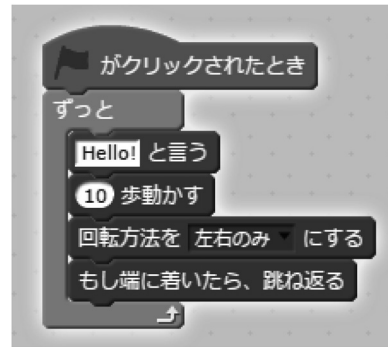 がクリックされたとき
ずっと
Hello! と言う
10 歩動かす
回転方法を 左右のみ にする
もし端に着いたら、跳ね返る